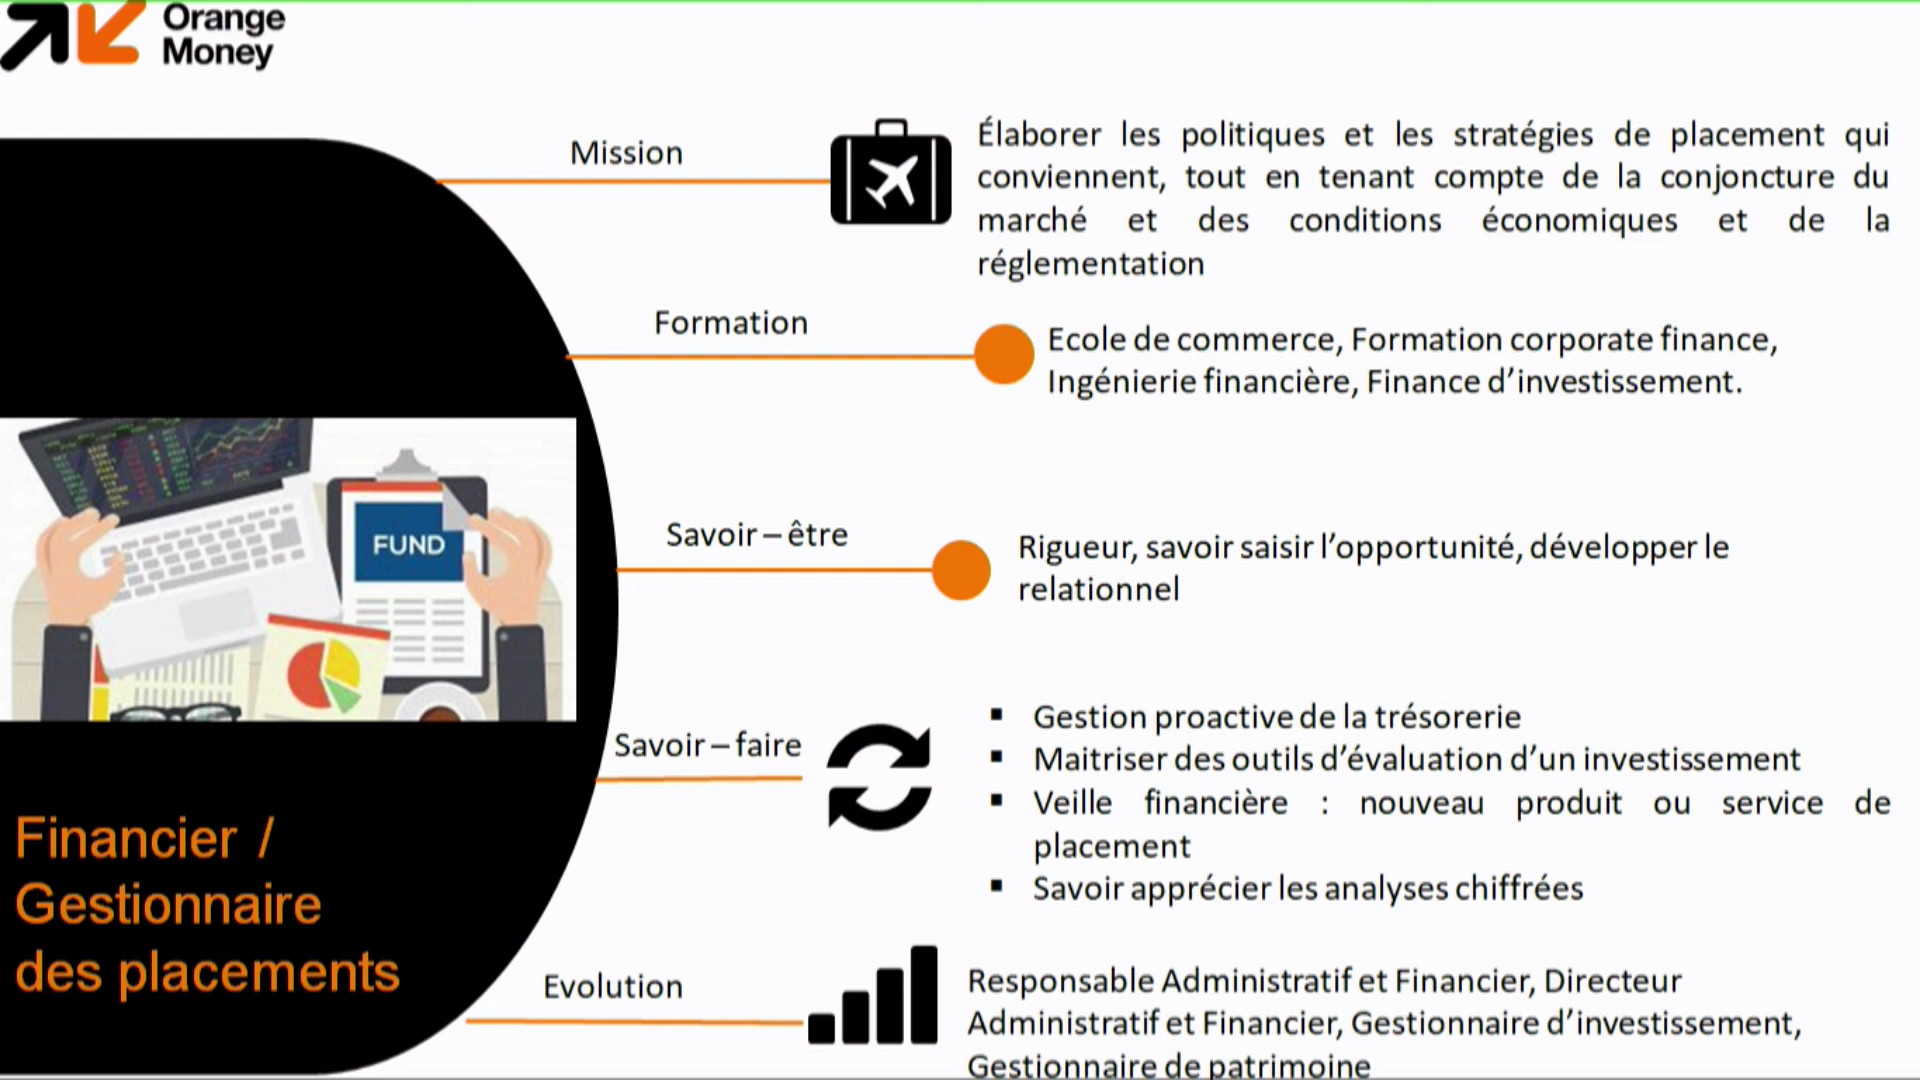 Orange
Money
Mission
Élaborer les politiques et les stratégies de placement qui
conviennent, tout en tenant compte de la conjoncture du
marché et des conditions économiques et de la
réglementation
Formation
Ecole de commerce, Formation corporate finance,
Ingénierie financière, Finance d’investissement.
FUND
Savoir – être
Rigueur, savoir saisir l’opportunité, développer le
relationnel
Savoir – faire
▪ Gestion proactive de la trésorerie
▪ Maitriser des outils d’évaluation d’un investissement
▪ Veille financière : nouveau produit ou service de
placement
▪ Savoir apprécier les analyses chiffrées
Financier /
Gestionnaire
des placements
Evolution
Responsable Administratif et Financier, Directeur
Administratif et Financier, Gestionnaire d’investissement,
Gestionnaire de patrimoine